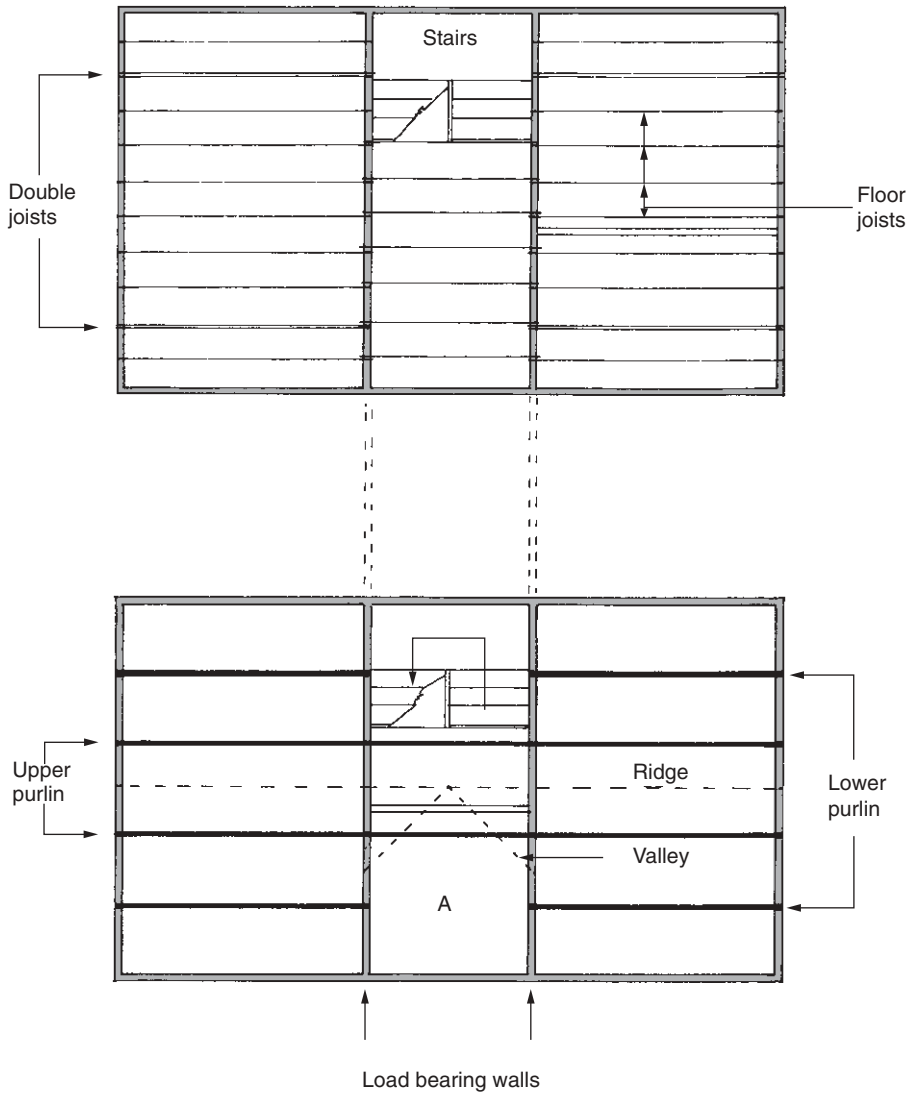 Stairs
Double
joists
Floor
joists
Upper
purlin
Ridge
Lower
purlin
Valley
A
Load bearing walls